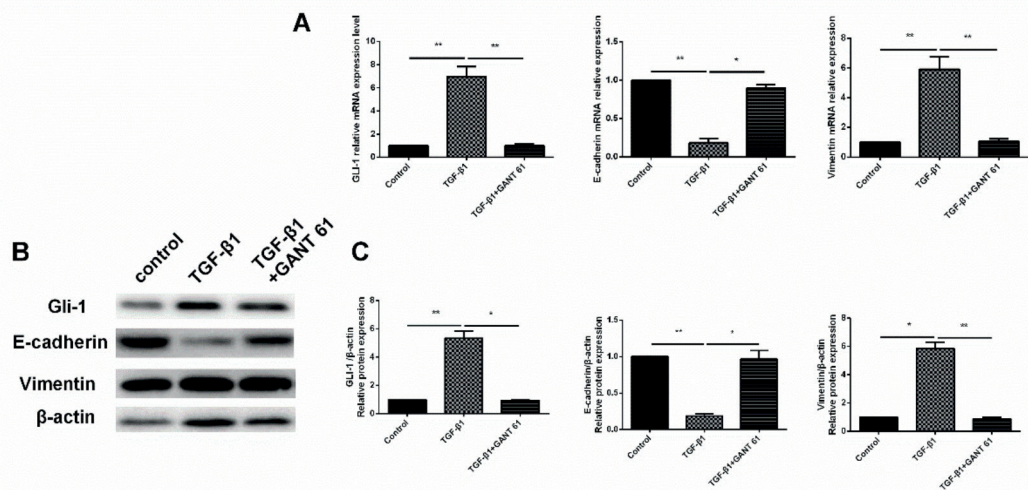 A
GLI-1 relative mRNA expression level
10
8
6
4
2
0
**
**
Control
TGF-β1
TGF-β1+GANT 61
E-cadherin mRNA relative expression
1.5
1.0
0.5
0.0
**
*
Control
TGF-β1
TGF-β1+GANT 61
Vimentin mRNA relative expression
8
6
4
2
0
**
**
Control
TGF-β1
TGF-β1+GANT 61
B
control
TGF-β1
TGF-β1
+GANT 61
Gli-1
E-cadherin
Vimentin
β-actin
C
GLI-1/β-actin
Relative protein expression
8
6
4
2
0
**
*
Control
TGF-β1
TGF-β1+GANT 61
E-cadherin/β-actin
Relative protein expression
1.5
1.0
0.5
0.0
**
*
Control
TGF-β1
TGF-β1+GANT 61
Vimentin/β-actin
Relative protein expression
8
6
4
2
0
*
**
Control
TGF-β1
TGF-β1+GANT 61